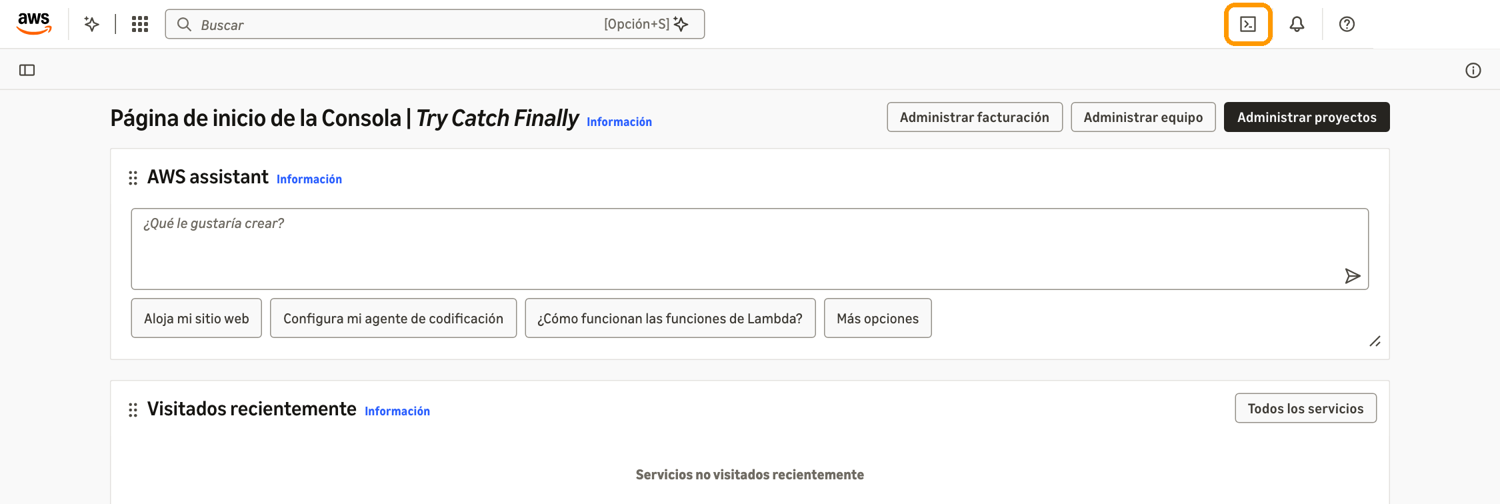 aws
Buscar [Opción+S]
Página de inicio de la Consola | Try Catch Finally Información
Administrar facturación Administrar equipo Administrar proyectos
AWS assistant Información
¿Qué le gustaría crear?
Aloja mi sitio web Configura mi agente de codificación ¿Cómo funcionan las funciones de Lambda? Más opciones
Visitados recientemente Información
Todos los servicios
Servicios no visitados recientemente